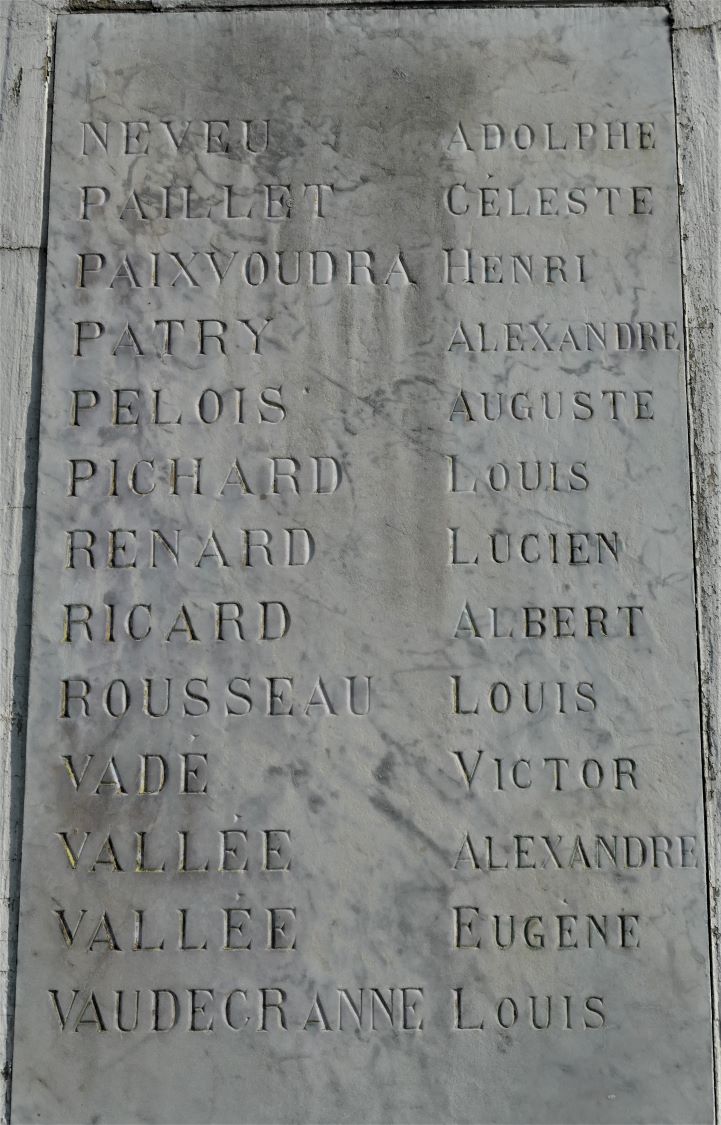 NEVEU ADOLPHE
PAILLET CÉLESTE
PAIXVOUDRA HENRI
PATRY ALEXANDRE
PELOIS AUGUSTE
PICHARD LOUIS
RENARD LUCIEN
RICARD ALBERT
ROUSSEAU LOUIS
VADÉ VICTOR
VALLÉE ALEXANDRE
VALLÉE EUGÈNE
VAUDECRANNE LOUIS